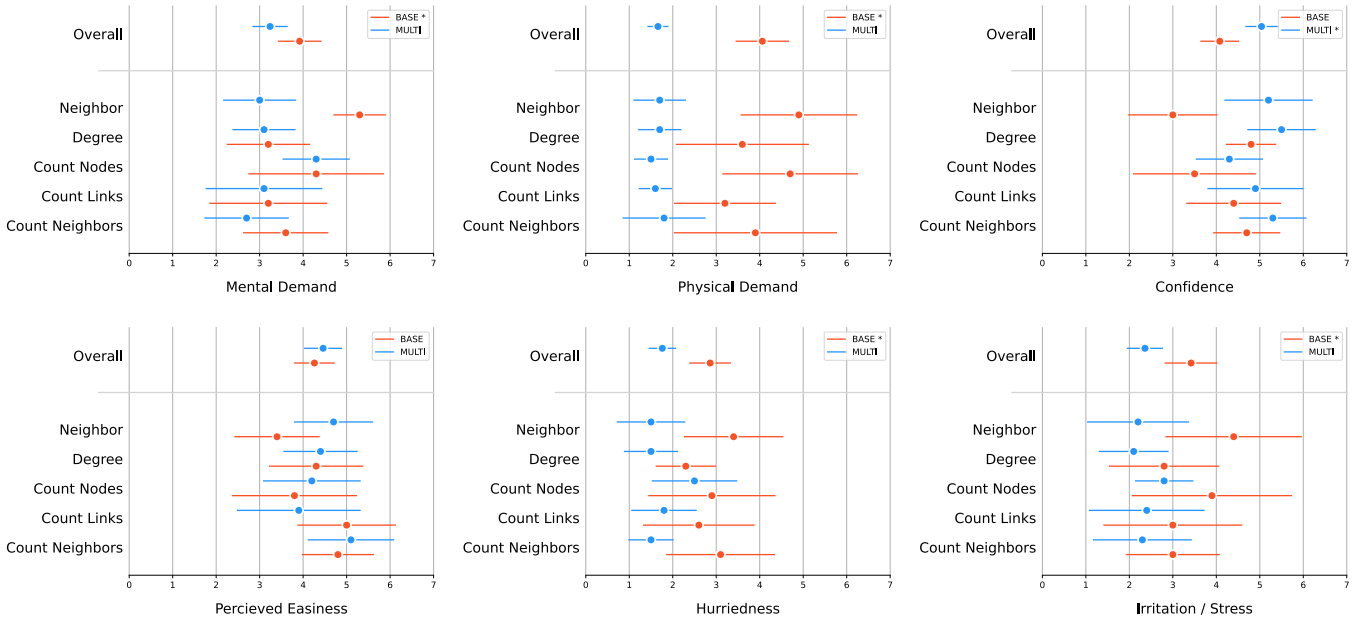 Overall
BASE *
MULTI
Neighbor
Degree
Count Nodes
Count Links
Count Neighbors
0 1 2 3 4 5 6 7
Mental Demand
Overall
BASE *
MULTI
Neighbor
Degree
Count Nodes
Count Links
Count Neighbors
0 1 2 3 4 5 6 7
Physical Demand
Overall
BASE
MULTI *
Neighbor
Degree
Count Nodes
Count Links
Count Neighbors
0 1 2 3 4 5 6 7
Confidence
Overall
BASE
MULTI
Neighbor
Degree
Count Nodes
Count Links
Count Neighbors
0 1 2 3 4 5 6 7
Percieved Easiness
Overall
BASE *
MULTI
Neighbor
Degree
Count Nodes
Count Links
Count Neighbors
0 1 2 3 4 5 6 7
Hurriedness
Overall
BASE *
MULTI
Neighbor
Degree
Count Nodes
Count Links
Count Neighbors
0 1 2 3 4 5 6 7
Irritation / Stress